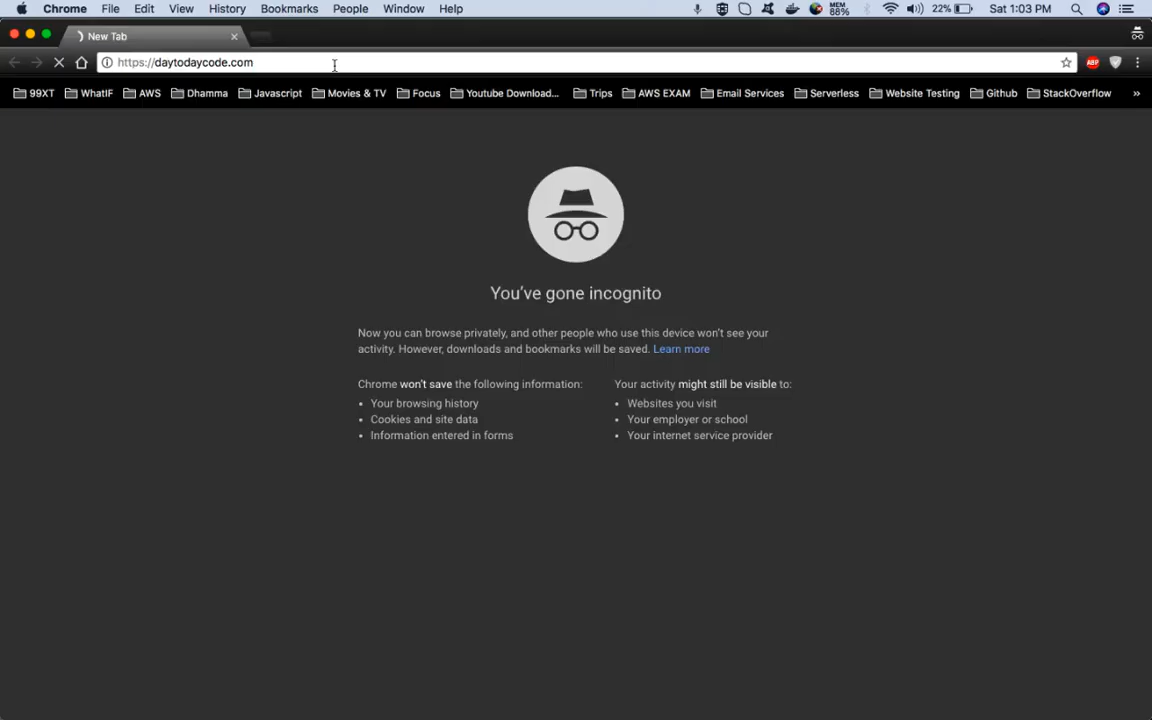 Chrome File Edit View History Bookmarks People Window Help MEM 88% 22% Sat 1:03 PM
New Tab
https://daytodaycode.com ABP
99XT WhatIF AWS Dhamma Javascript Movies & TV Focus Youtube Download... Trips AWS EXAM Email Services Serverless Website Testing Github StackOverflow »
You've gone incognito
Now you can browse privately, and other people who use this device won't see your
activity. However, downloads and bookmarks will be saved. Learn more
Chrome won't save the following information:
• Your browsing history
• Cookies and site data
• Information entered in forms
Your activity might still be visible to:
• Websites you visit
• Your employer or school
• Your internet service provider